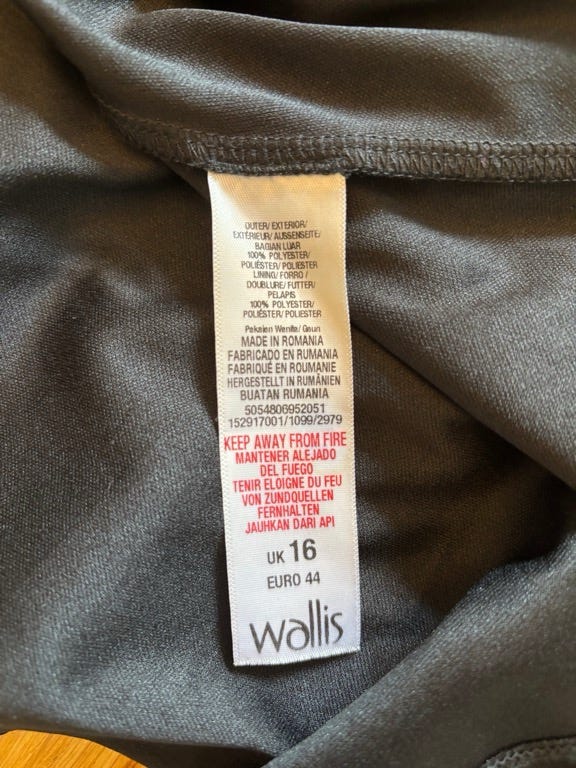 OUTER/ EXTERIOR/
EXTÉRIEUR/ AUSSENSEITE/
BAGIAN LUAR
100% POLYESTER/
POLIÉSTER/ POLIESTER
LINING/ FORRO /
DOUBLURE/ FUTTER/
PELAPIS
100% POLYESTER/
POLIÉSTER/ POLIESTER
Pakaian Wanita/ Gaun
MADE IN ROMANIA
FABRICADO EN RUMANIA
FABRIQUÉ EN ROUMANIE
HERGESTELLT IN RUMÄNIEN
BUATAN RUMANIA
5054806952051
152917001/1099/2979
KEEP AWAY FROM FIRE
MANTENER ALEJADO
DEL FUEGO
TENIR ELOIGNE DU FEU
VON ZUNDQUELLEN
FERNHALTEN
JAUHKAN DARI API
UK 16
EURO 44
wallis